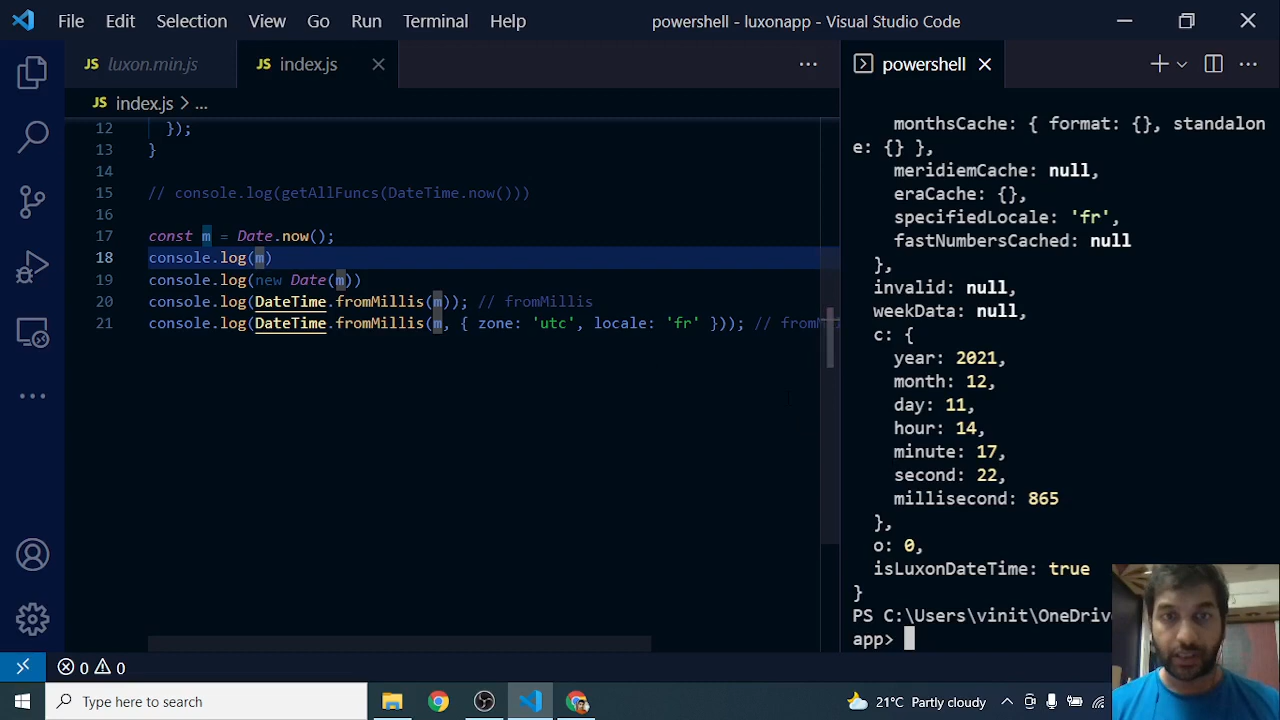 File Edit Selection View Go Run Terminal Help powershell - luxonapp - Visual Studio Code
JS luxon.min.js JS index.js
JS index.js > ...
12 });
13 }
14
15 // console.log(getAllFuncs(DateTime.now()))
16
17 const m = Date.now();
18 console.log(m)
19 console.log(new Date(m))
20 console.log(DateTime.fromMillis(m)); // fromMillis
21 console.log(DateTime.fromMillis(m, { zone: 'utc', locale: 'fr' })); // fromM
powershell
monthsCache: { format: {}, standalon
e: {} },
meridiemCache: null,
eraCache: {},
specifiedLocale: 'fr',
fastNumbersCached: null
},
invalid: null,
weekData: null,
c: {
year: 2021,
month: 12,
day: 11,
hour: 14,
minute: 17,
second: 22,
millisecond: 865
},
o: 0,
isLuxonDateTime: true
}
PS C:\Users\vinit\OneDriv
app>
0 0
Type here to search
21°C Partly cloudy